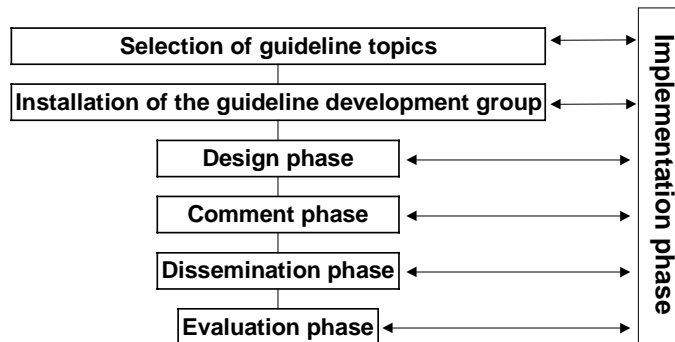 Selection of guideline topics
Installation of the guideline development group
Design phase
Comment phase
Dissemination phase
Evaluation phase
Implementation phase